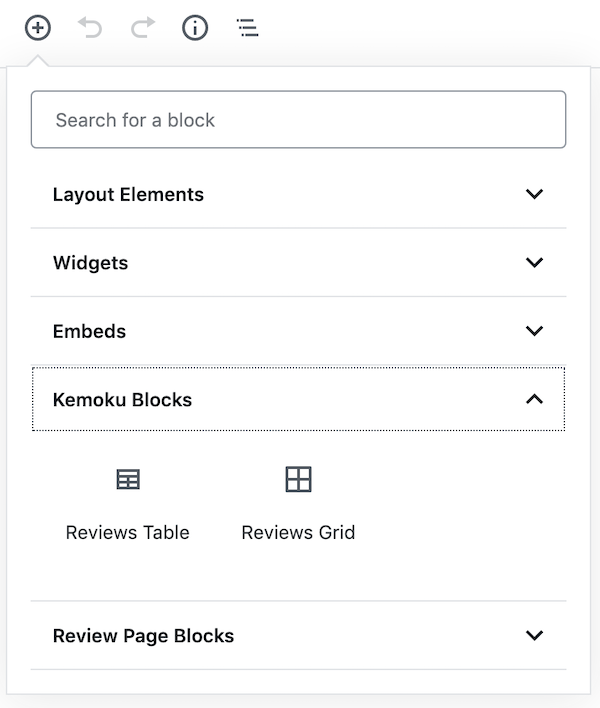 Search for a block
Layout Elements
Widgets
Embeds
Kemoku Blocks
Reviews Table
Reviews Grid
Review Page Blocks